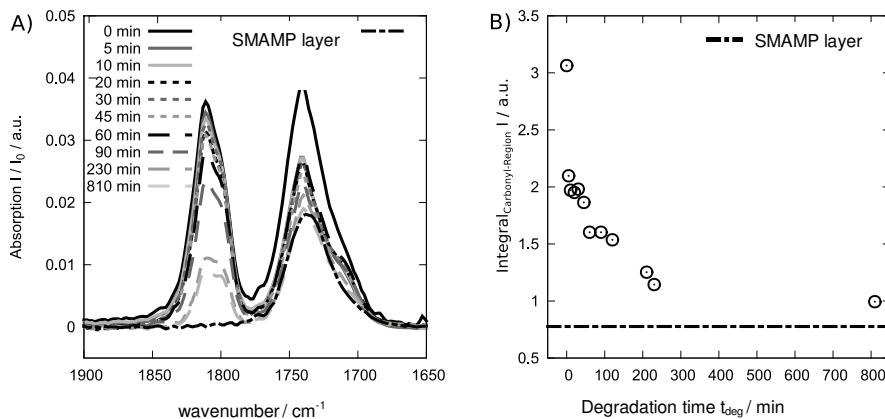 A)
0 min
5 min
10 min
20 min
30 min
45 min
60 min
90 min
230 min
810 min
SMAMP layer
Absorption I / I0 / a.u.
0.05
0.04
0.03
0.02
0.01
0
1900
1850
1800
1750
1700
1650
wavenumber / cm-1
B)
SMAMP layer
IntegralCarbonyl-Region I / a.u.
3.5
3
2.5
2
1.5
1
0.5
0
100
200
300
400
500
600
700
800
Degradation time tdeg / min